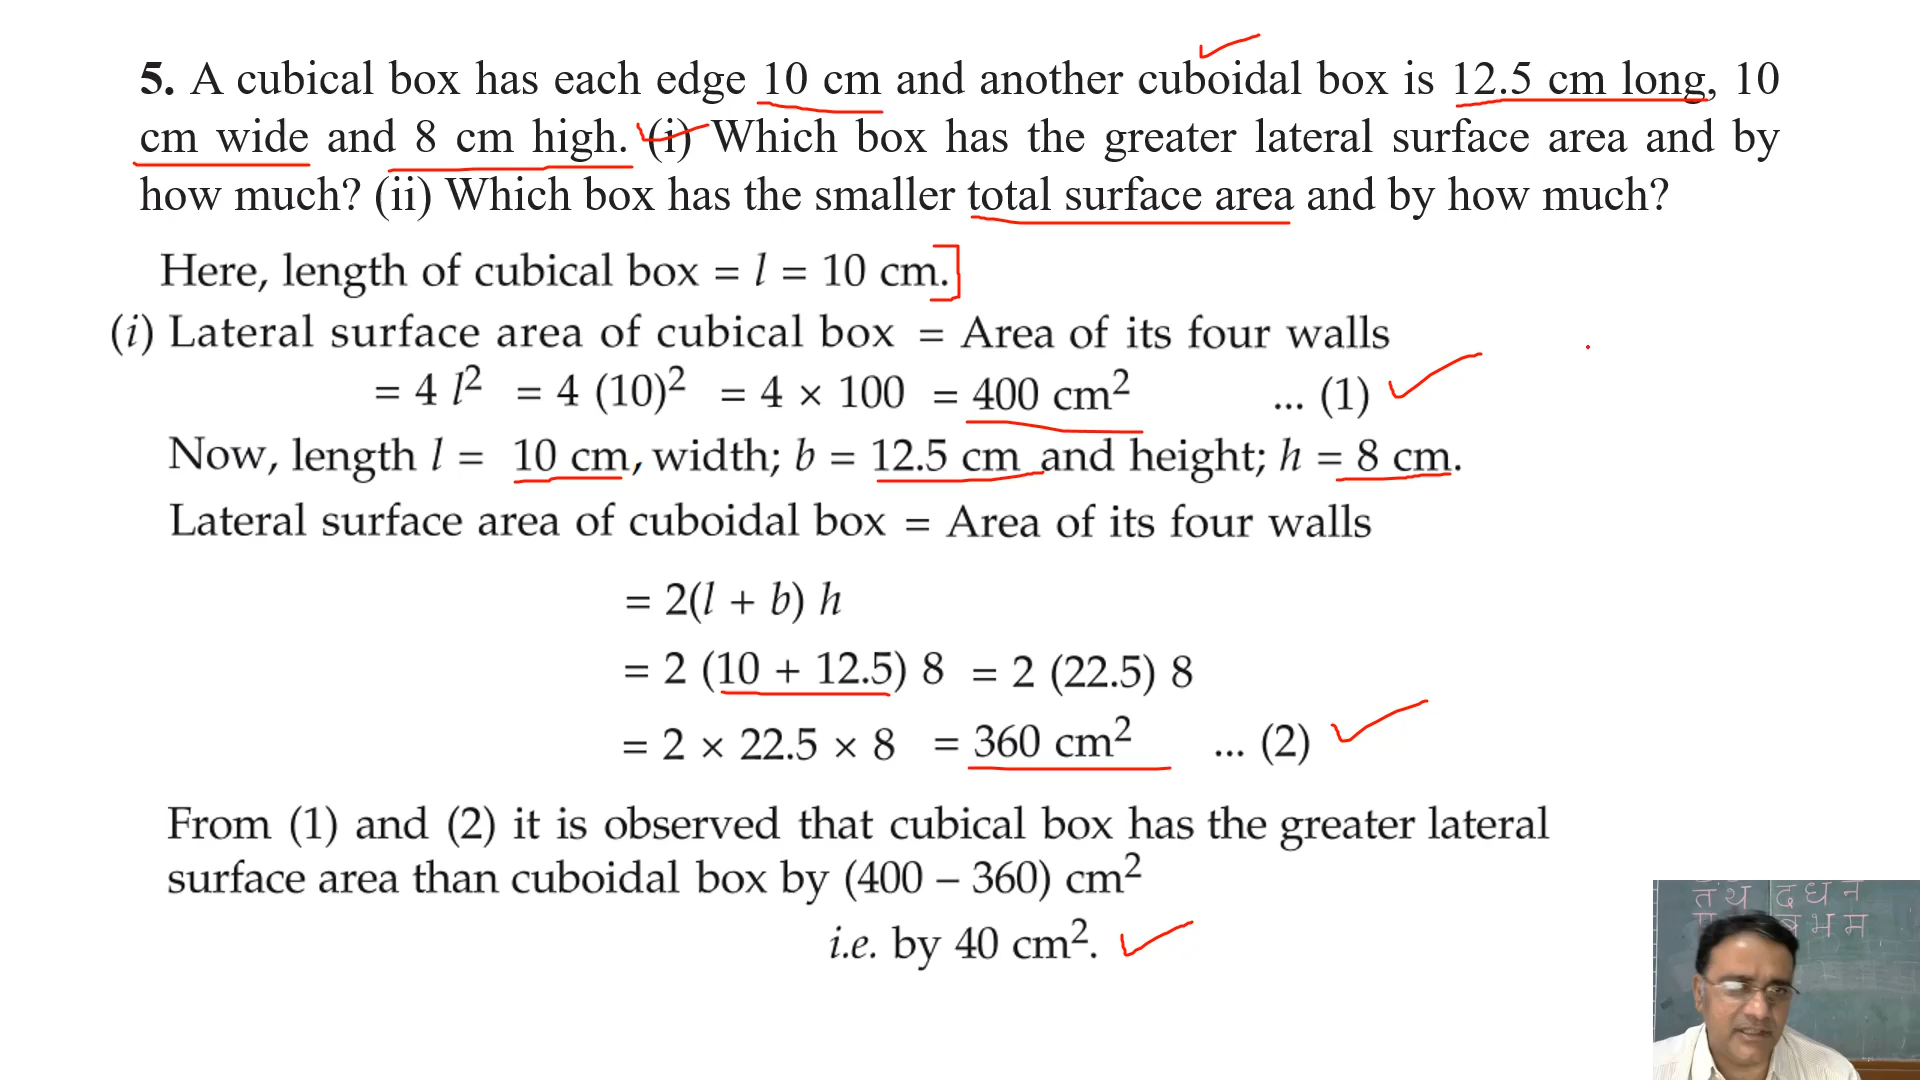 5. A cubical box has each edge 10 cm and another cuboidal box is 12.5 cm long, 10
cm wide and 8 cm high. (i) Which box has the greater lateral surface area and by
how much? (ii) Which box has the smaller total surface area and by how much?
Here, length of cubical box = l = 10 cm.
(i) Lateral surface area of cubical box = Area of its four walls
= 4 l² = 4 (10)² = 4 × 100 = 400 cm² ... (1)
Now, length l = 10 cm, width; b = 12.5 cm and height; h = 8 cm.
Lateral surface area of cuboidal box = Area of its four walls
= 2(l + b) h
= 2 (10 + 12.5) 8 = 2 (22.5) 8
= 2 × 22.5 × 8 = 360 cm² ... (2)
From (1) and (2) it is observed that cubical box has the greater lateral
surface area than cuboidal box by (400 – 360) cm²
i.e. by 40 cm².
त थ द ध न
भ म